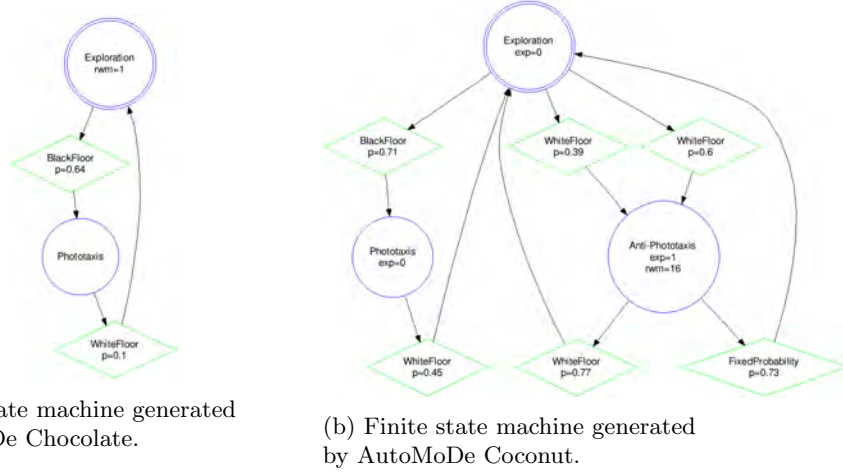 Exploration
rwm=1
BlackFloor
p=0.64
Phototaxis
WhiteFloor
p=0.1
ate machine generated
De Chocolate.
Exploration
exp=0
BlackFloor
p=0.71
WhiteFloor
p=0.39
WhiteFloor
p=0.6
Phototaxis
exp=0
Anti-Phototaxis
exp=1
rwm=16
WhiteFloor
p=0.45
WhiteFloor
p=0.77
FixedProbability
p=0.73
(b) Finite state machine generated
by AutoMoDe Coconut.